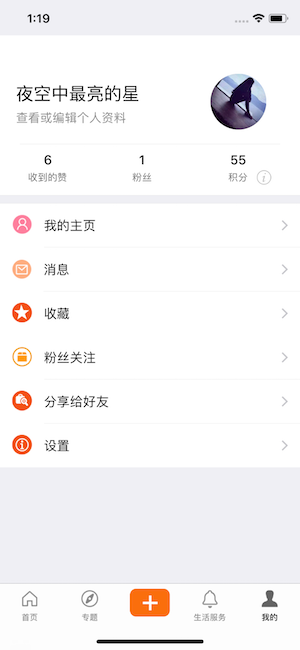 1:19
夜空中最亮的星
查看或编辑个人资料
6 1 55
收到的赞 粉丝 积分 i
我的主页
消息
收藏
粉丝关注
分享给好友
设置
首页 专题 生活服务 我的